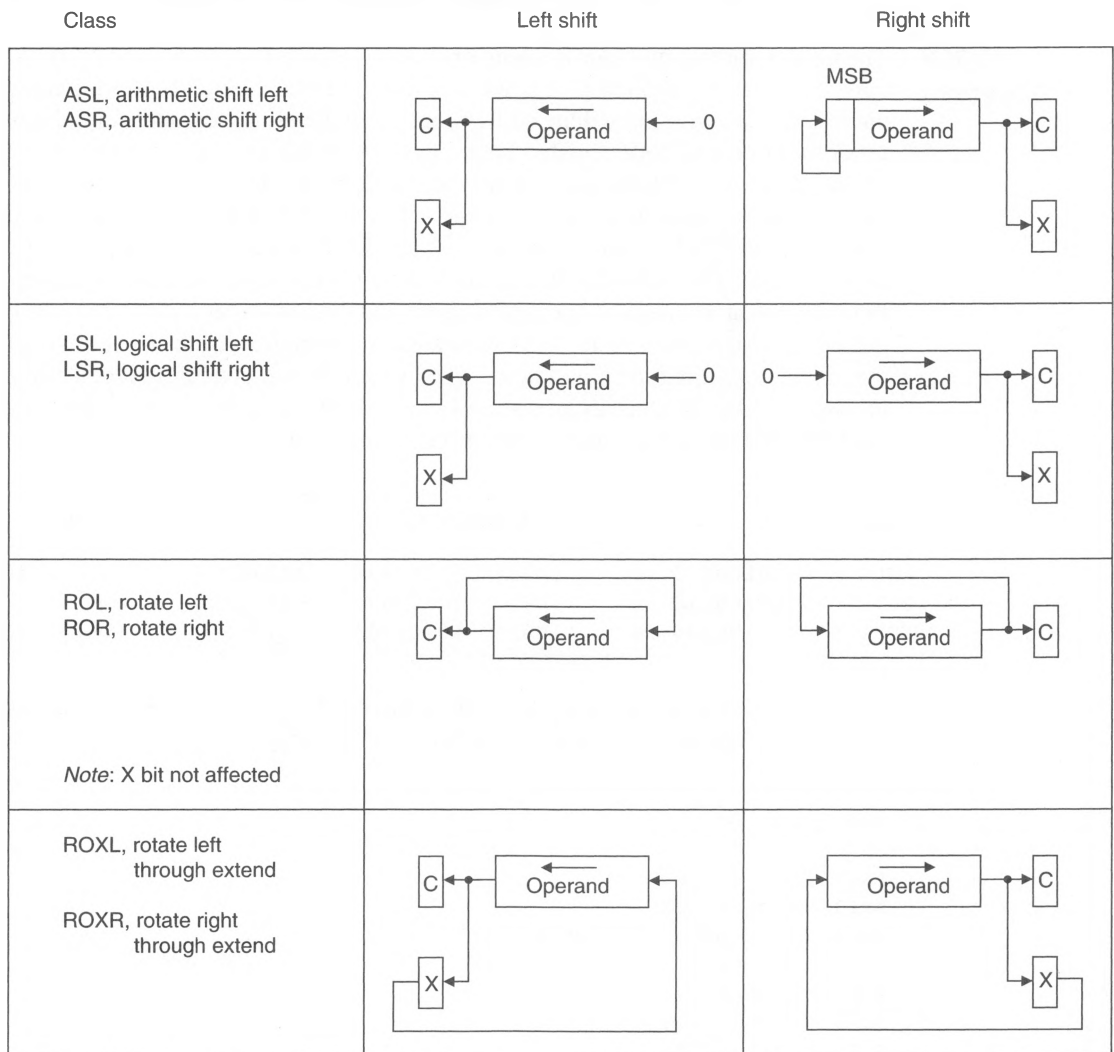 Class Left shift Right shift
ASL, arithmetic shift left
ASR, arithmetic shift right
C Operand 0
X
MSB
Operand C
X
LSL, logical shift left
LSR, logical shift right
C Operand 0
X
0 Operand C
X
ROL, rotate left
ROR, rotate right
Note: X bit not affected
C Operand
Operand C
ROXL, rotate left
through extend
ROXR, rotate right
through extend
C Operand
X
Operand C
X